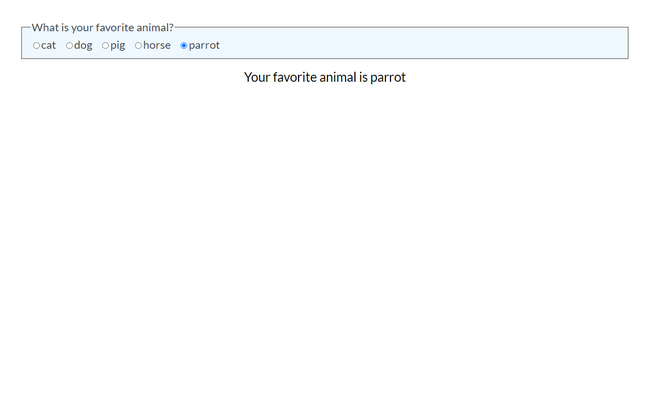 What is your favorite animal?
cat dog pig horse parrot
Your favorite animal is parrot